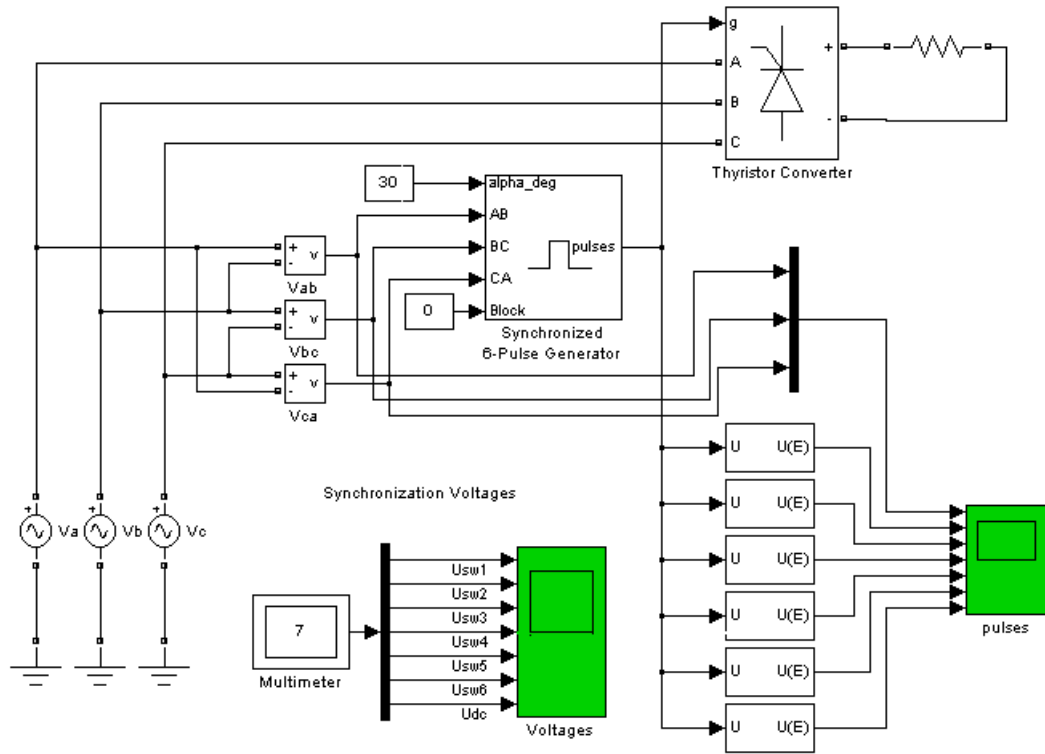 g
A
+
B
-
C
Thyristor Converter
30
alpha_deg
AB
BC
pulses
CA
0
Block
Synchronized
6-Pulse Generator
+
-
v
Vab
+
-
v
Vbc
+
-
v
Vca
U U(E)
U U(E)
U U(E)
U U(E)
U U(E)
U U(E)
pulses
Synchronization Voltages
+
Va
+
Vb
+
Vc
7
Multimeter
Usw1
Usw2
Usw3
Usw4
Usw5
Usw6
Udc
Voltages